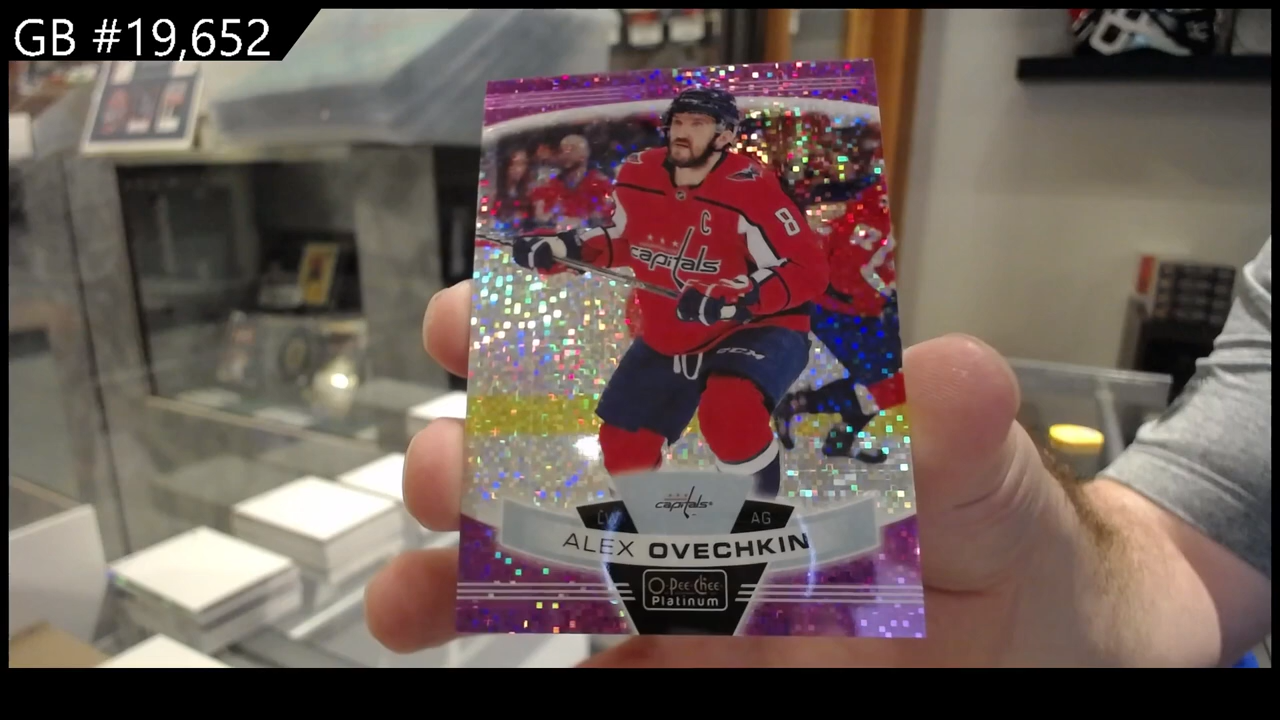 GB #19,652
8
C
capitals
CCM
capitals
LW
AG
ALEX OVECHKIN
O-Pee-Chee
Platinum